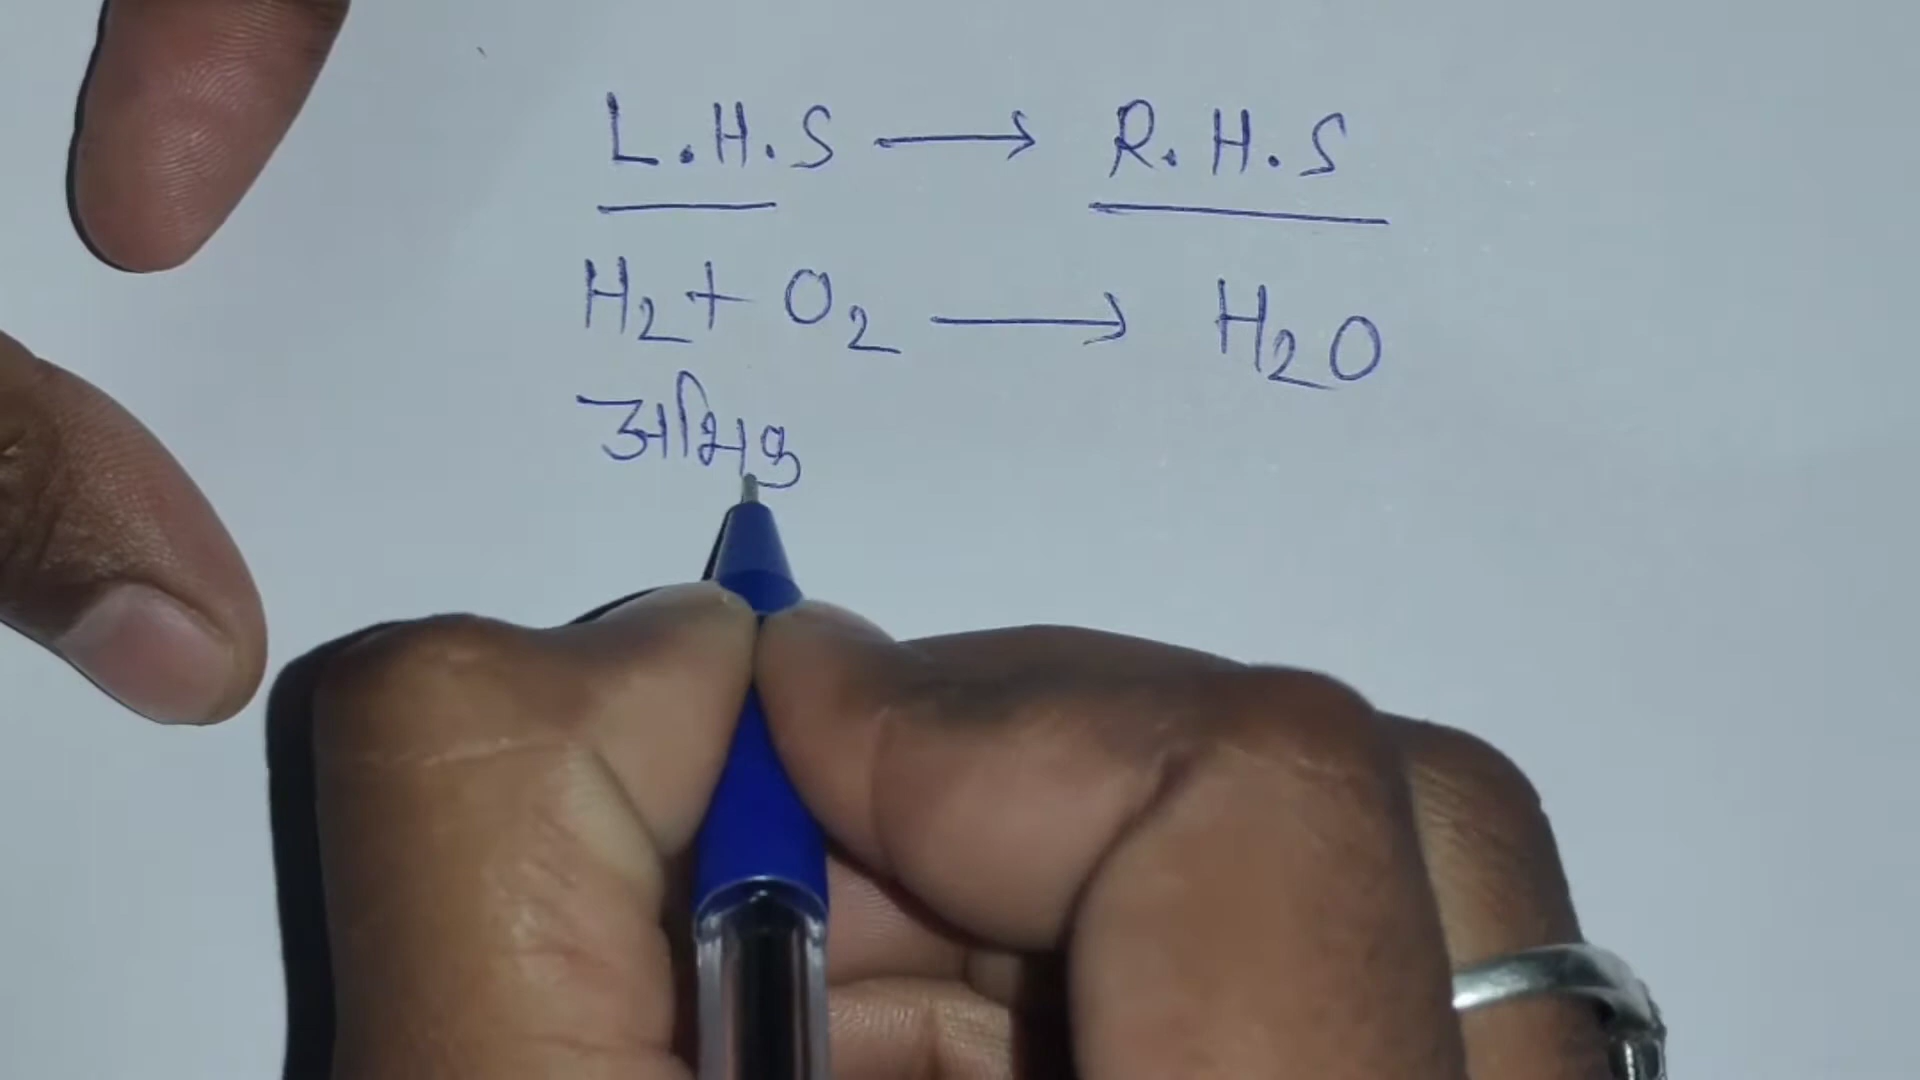 L.H.S → R.H.S
H₂ + O₂ → H₂O
अभिक